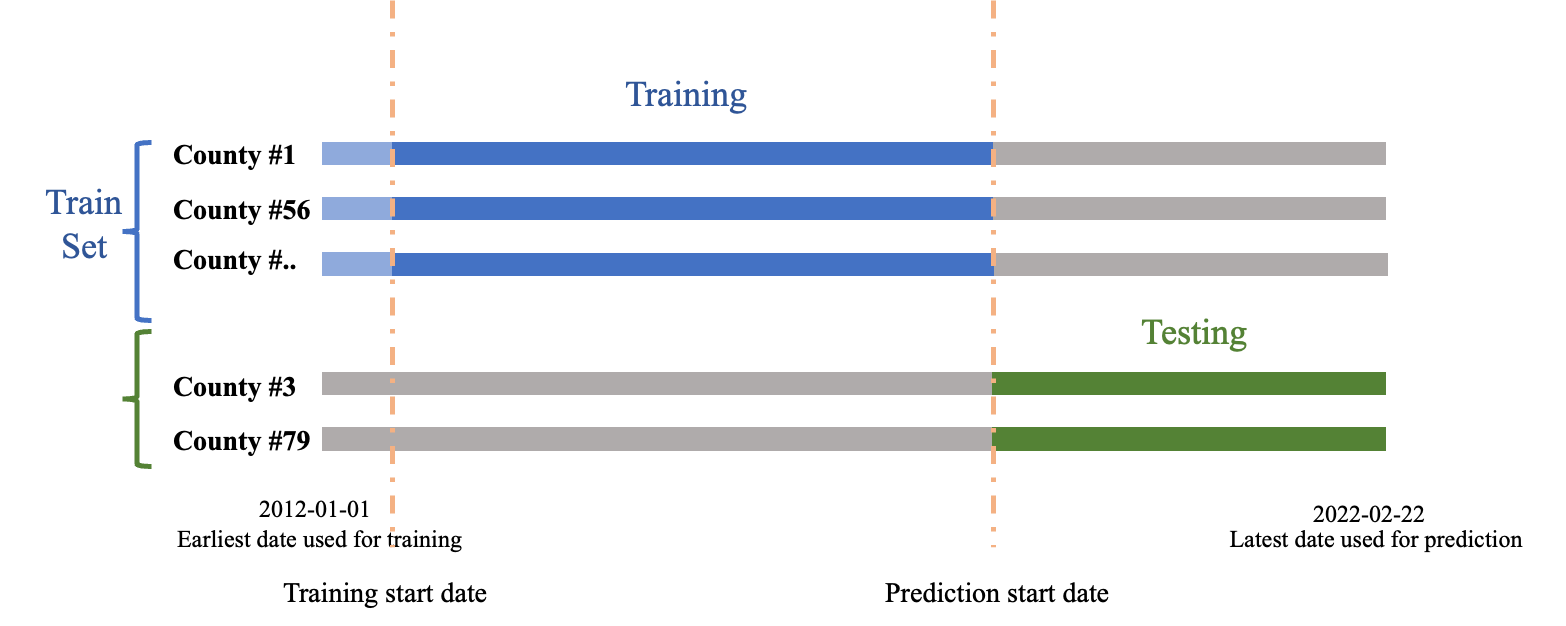 Training
County #1
Train
Set
County #56
County #..
Testing
County #3
County #79
2012-01-01
Earliest date used for training
2022-02-22
Latest date used for prediction
Training start date
Prediction start date